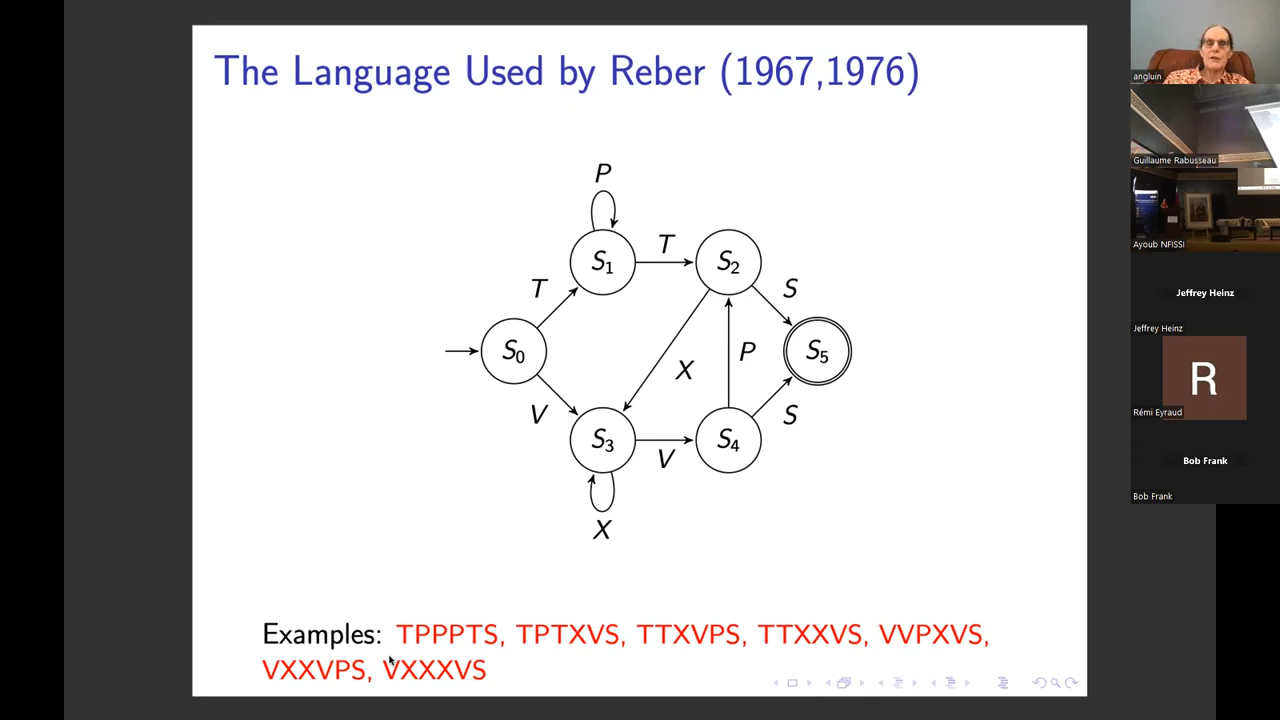 The Language Used by Reber (1967,1976)
P
S1
T
S2
T
S
S0
P
S5
X
V
S
S3
V
S4
X
Examples: TPPPTS, TPTXVS, TTXVPS, TTXXVS, VVPXVS,
VXXVPS, VXXXVS
angluin
Guillaume Rabusseau
Ayoub NFISSI
Jeffrey Heinz
Jeffrey Heinz
R
Rémi Eyraud
Bob Frank
Bob Frank